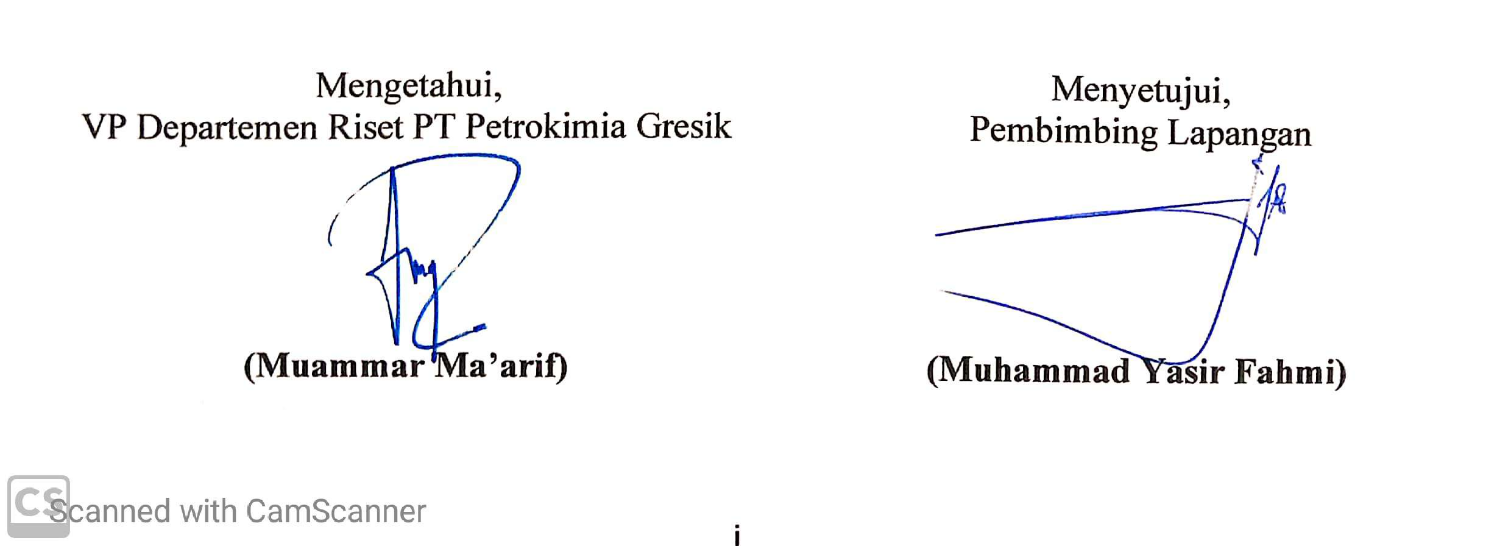 Mengetahui,
VP Departemen Riset PT Petrokimia Gresik
(Muammar Ma’arif)
Menyetujui,
Pembimbing Lapangan
(Muhammad Yasir Fahmi)
CS Scanned with CamScanner
i